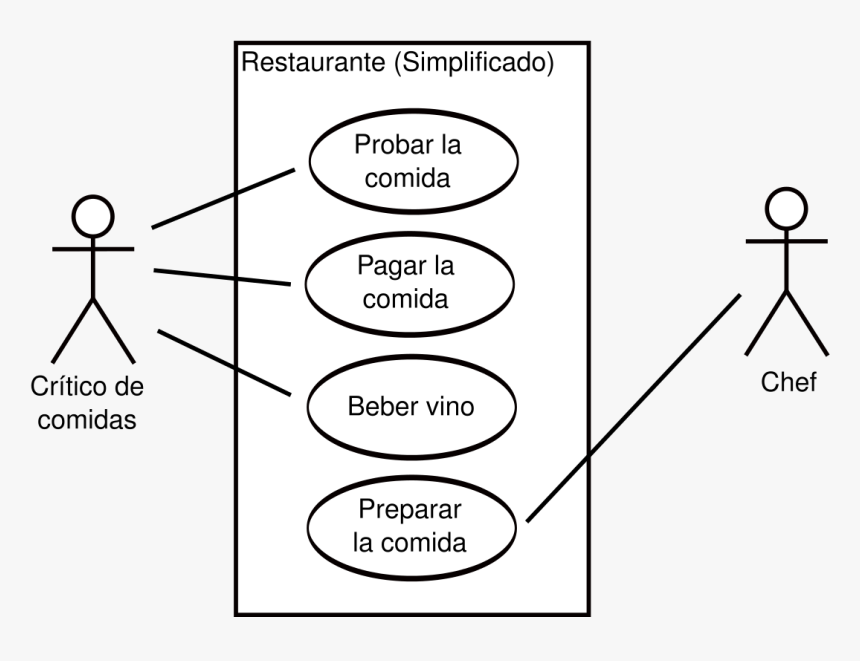 Restaurante (Simplificado)
Probar la
comida
Pagar la
comida
Beber vino
Preparar
la comida
Crítico de
comidas
Chef